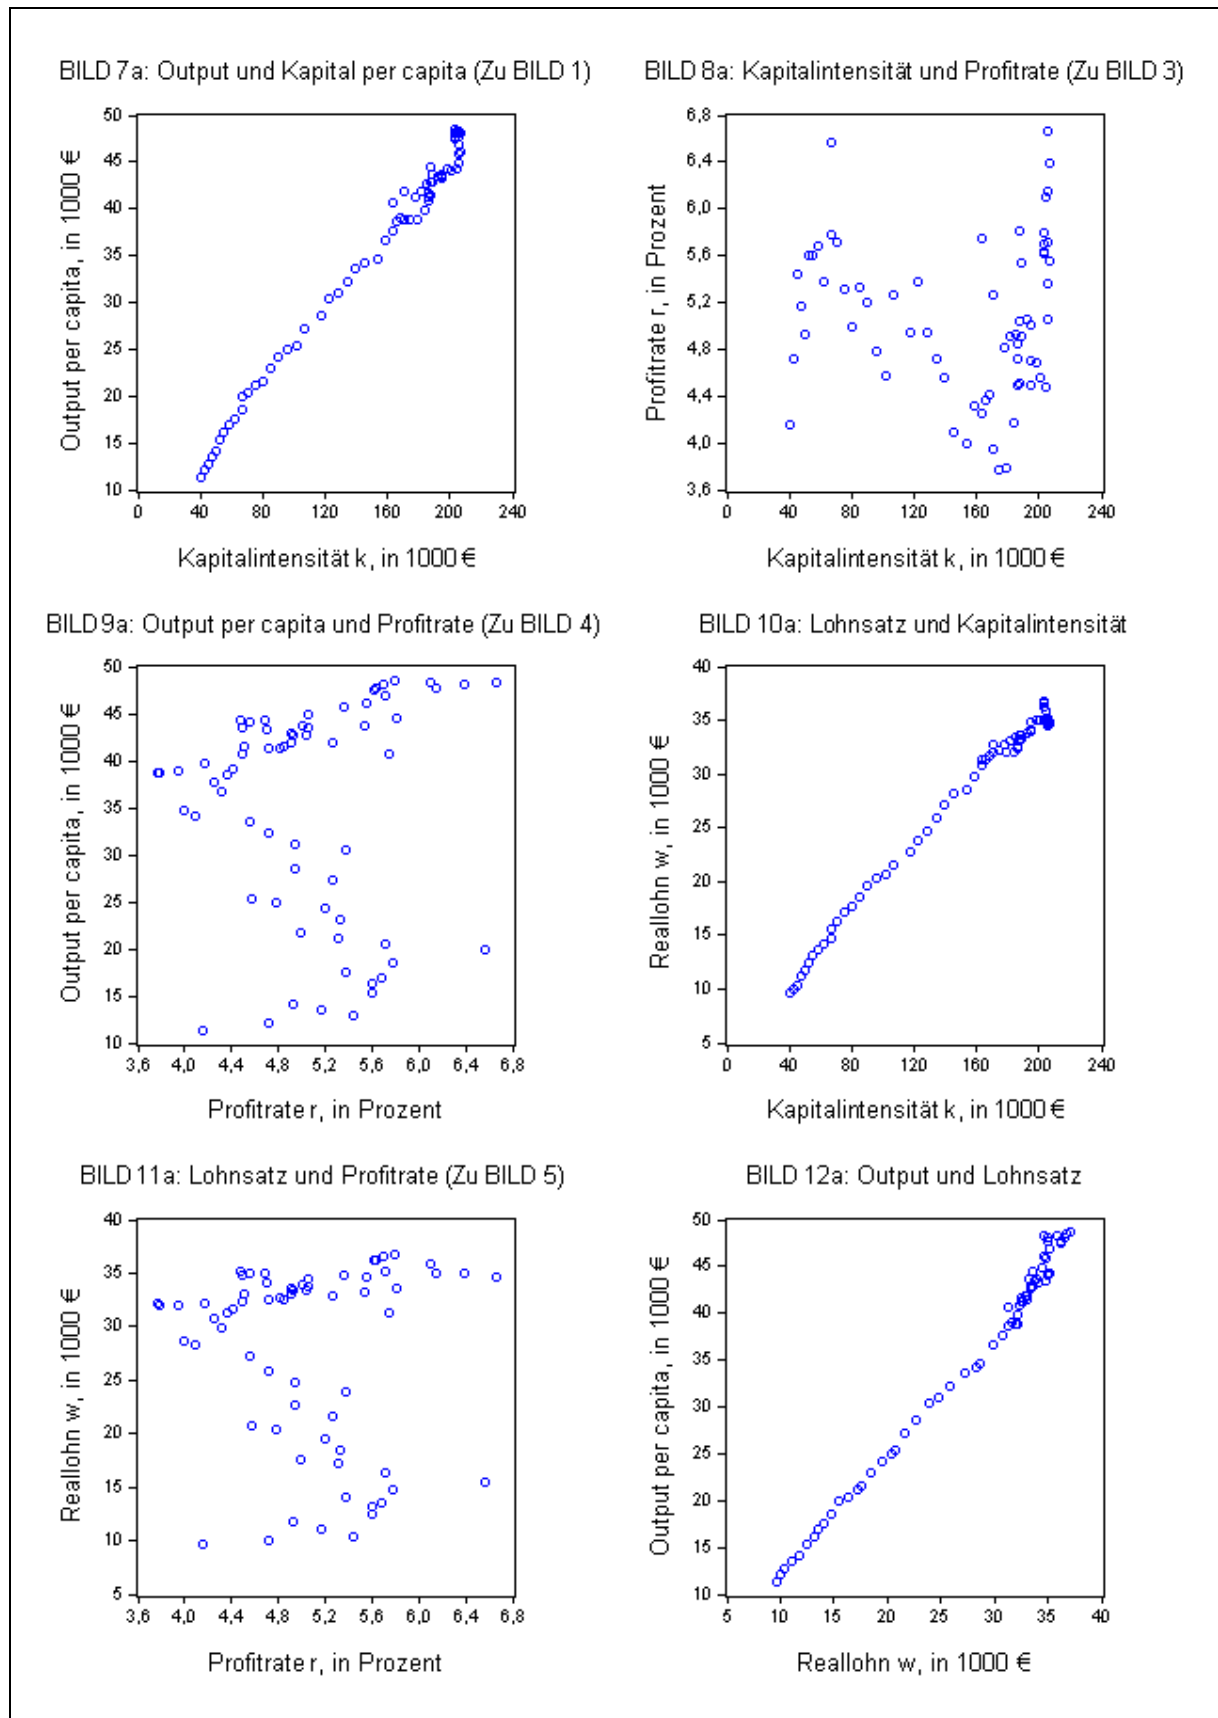 BILD 7a: Output und Kapital per capita (Zu BILD 1)
50
45
40
35
30
25
20
15
10
0 40 80 120 160 200 240
Output per capita, in 1000 €
Kapitalintensität k, in 1000 €
BILD 8a: Kapitalintensität und Profitrate (Zu BILD 3)
6,8
6,4
6,0
5,6
5,2
4,8
4,4
4,0
3,6
0 40 80 120 160 200 240
Profitrate r, in Prozent
Kapitalintensität k, in 1000 €
BILD 9a: Output per capita und Profitrate (Zu BILD 4)
50
45
40
35
30
25
20
15
10
3,6 4,0 4,4 4,8 5,2 5,6 6,0 6,4 6,8
Output per capita, in 1000 €
Profitrate r, in Prozent
BILD 10a: Lohnsatz und Kapitalintensität
40
35
30
25
20
15
10
5
0 40 80 120 160 200 240
Reallohn w, in 1000 €
Kapitalintensität k, in 1000 €
BILD 11a: Lohnsatz und Profitrate (Zu BILD 5)
40
35
30
25
20
15
10
5
3,6 4,0 4,4 4,8 5,2 5,6 6,0 6,4 6,8
Reallohn w, in 1000 €
Profitrate r, in Prozent
BILD 12a: Output und Lohnsatz
50
45
40
35
30
25
20
15
10
5 10 15 20 25 30 35 40
Output per capita, in 1000 €
Reallohn w, in 1000 €